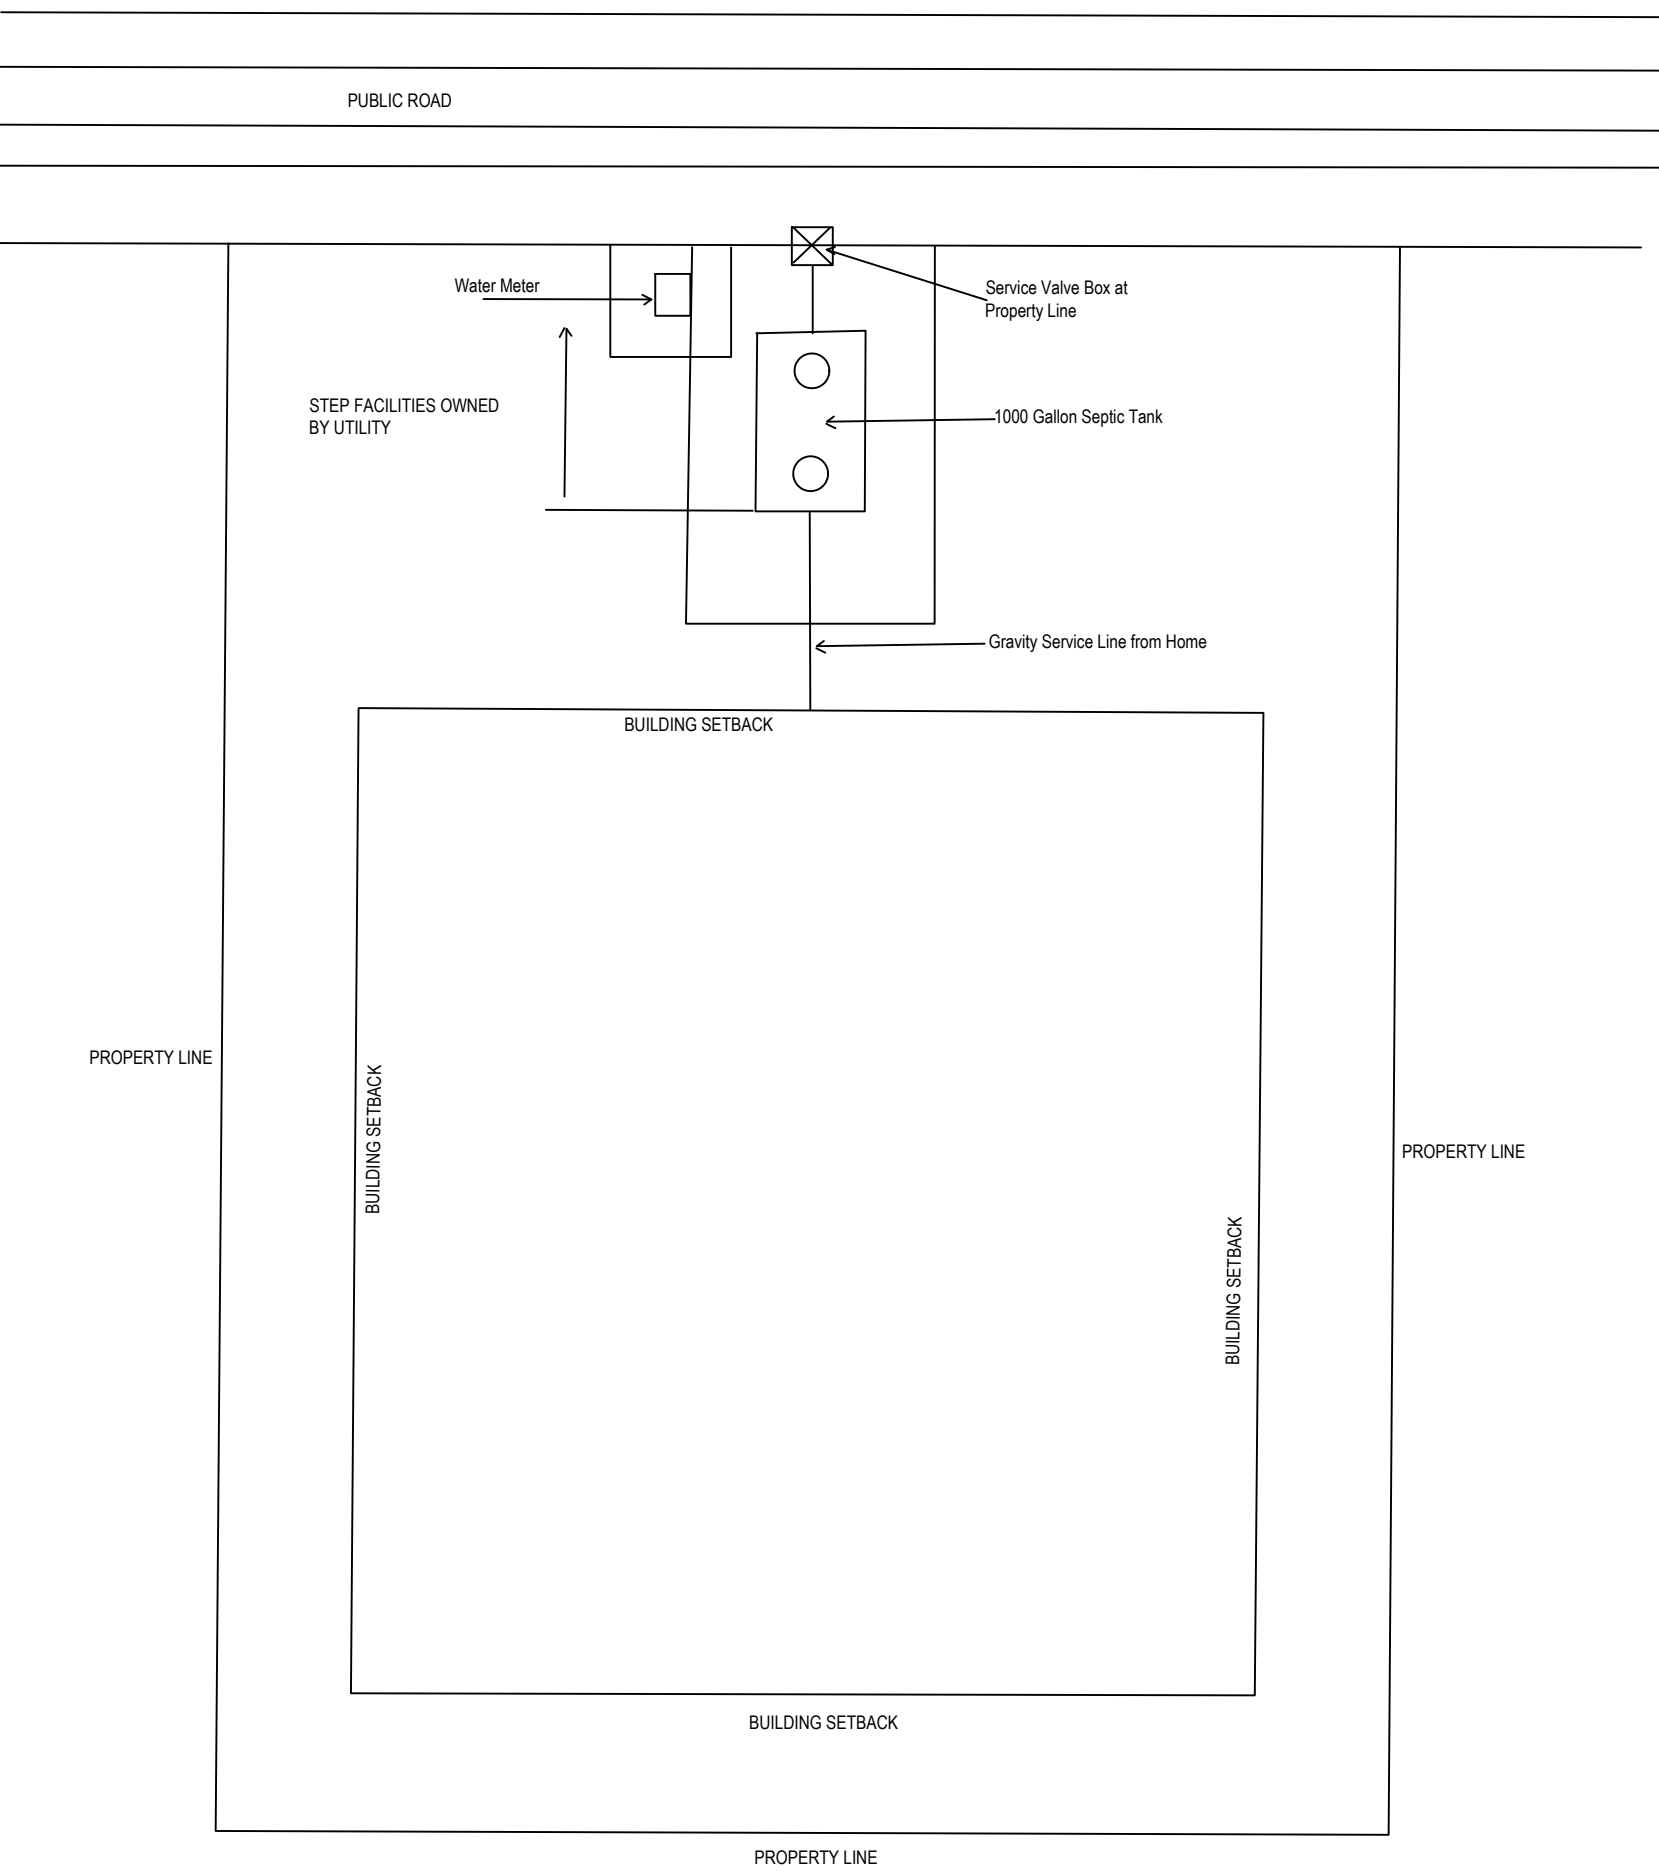 PUBLIC ROAD
Water Meter
Service Valve Box at
Property Line
STEP FACILITIES OWNED
BY UTILITY
1000 Gallon Septic Tank
Gravity Service Line from Home
BUILDING SETBACK
PROPERTY LINE
BUILDING SETBACK
PROPERTY LINE
BUILDING SETBACK
BUILDING SETBACK
PROPERTY LINE